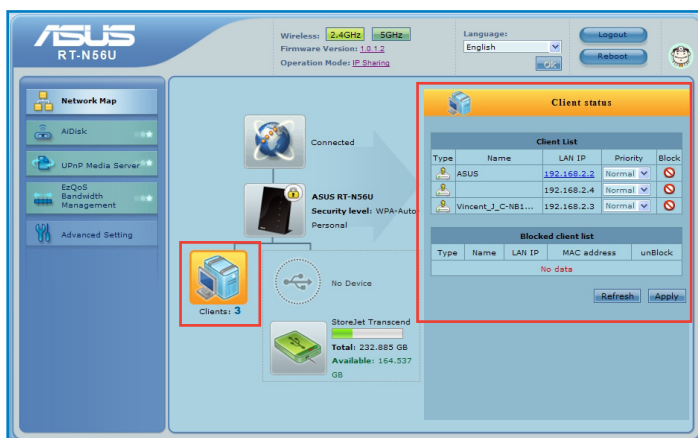 ASUS
RT-N56U
Wireless: 2.4GHz 5GHz
Firmware Version: 1.0.1.2
Operation Mode: IP Sharing
Language:
English
OK
Logout
Reboot
Network Map
AiDisk
UPnP Media Server
EzQoS
Bandwidth
Management
Advanced Setting
Connected
ASUS RT-N56U
Security level: WPA-Auto-
Personal
Clients: 3
No Device
StoreJet Transcend
Total: 232.885 GB
Available: 164.537
GB
Client status
Client List
Type Name LAN IP Priority Block
ASUS 192.168.2.2 Normal
192.168.2.4 Normal
Vincent_J_C-NB1... 192.168.2.3 Normal
Blocked client list
Type Name LAN IP MAC address unBlock
No data
Refresh Apply